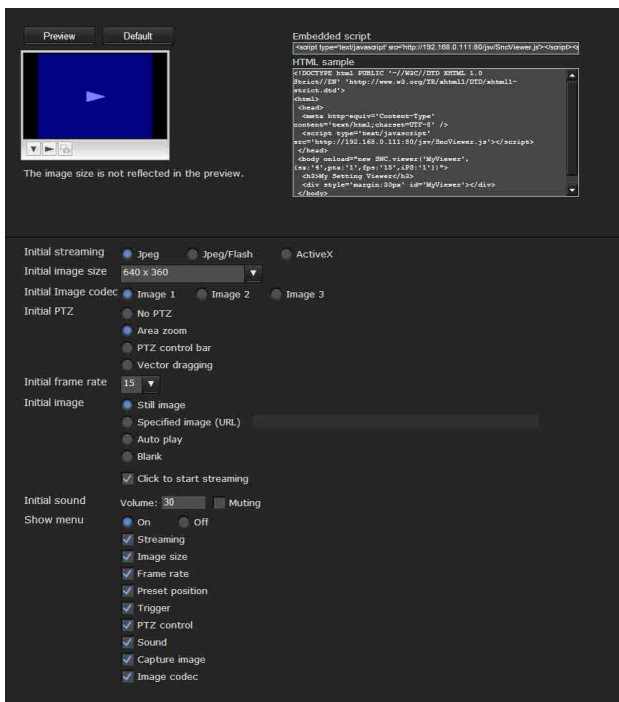 Preview Default
The image size is not reflected in the preview.
Embedded script
<script type='text/javascript' src='http://192.168.0.111:80/jsv/SncViewer.js'></script><
HTML sample
<!DOCTYPE html PUBLIC '-//W3C//DTD XHTML 1.0
Strict//EN' 'http://www.w3.org/TR/xhtml1/DTD/xhtml1-
strict.dtd'>
<html>
<head>
<meta http-equiv='Content-Type'
content='text/html;charset=UTF-8' />
<script type='text/javascript'
src='http://192.168.0.111:80/jsv/SncViewer.js'></script>
</head>
<body onload="new SNC.viewer('MyViewer',
<h3>My Setting Viewer</h3>
<div style='margin:30px' id='MyViewer'></div>
</body>
Initial streaming Jpeg Jpeg/Flash ActiveX
Initial image size 640 x 360
Initial Image codec Image 1 Image 2 Image 3
Initial PTZ No PTZ
Area zoom
PTZ control bar
Vector dragging
Initial frame rate 15
Initial image Still image
Specified image (URL)
Auto play
Blank
Click to start streaming
Initial sound Volume: 30 Muting
Show menu On Off
Streaming
Image size
Frame rate
Preset position
Trigger
PTZ control
Sound
Capture image
Image codec